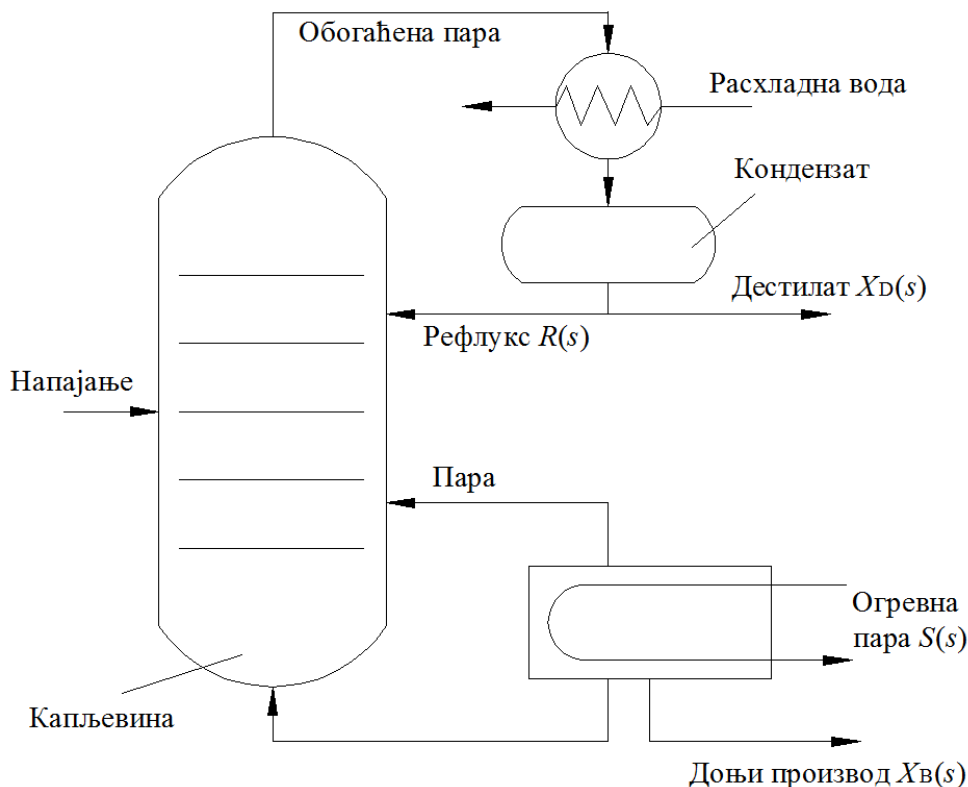 Обогаћена пара
Расхладна вода
Кондензат
Дестилат XD(s)
Рефлукс R(s)
Напајање
Пара
Огревна
пара S(s)
Капљевина
Доњи производ XB(s)